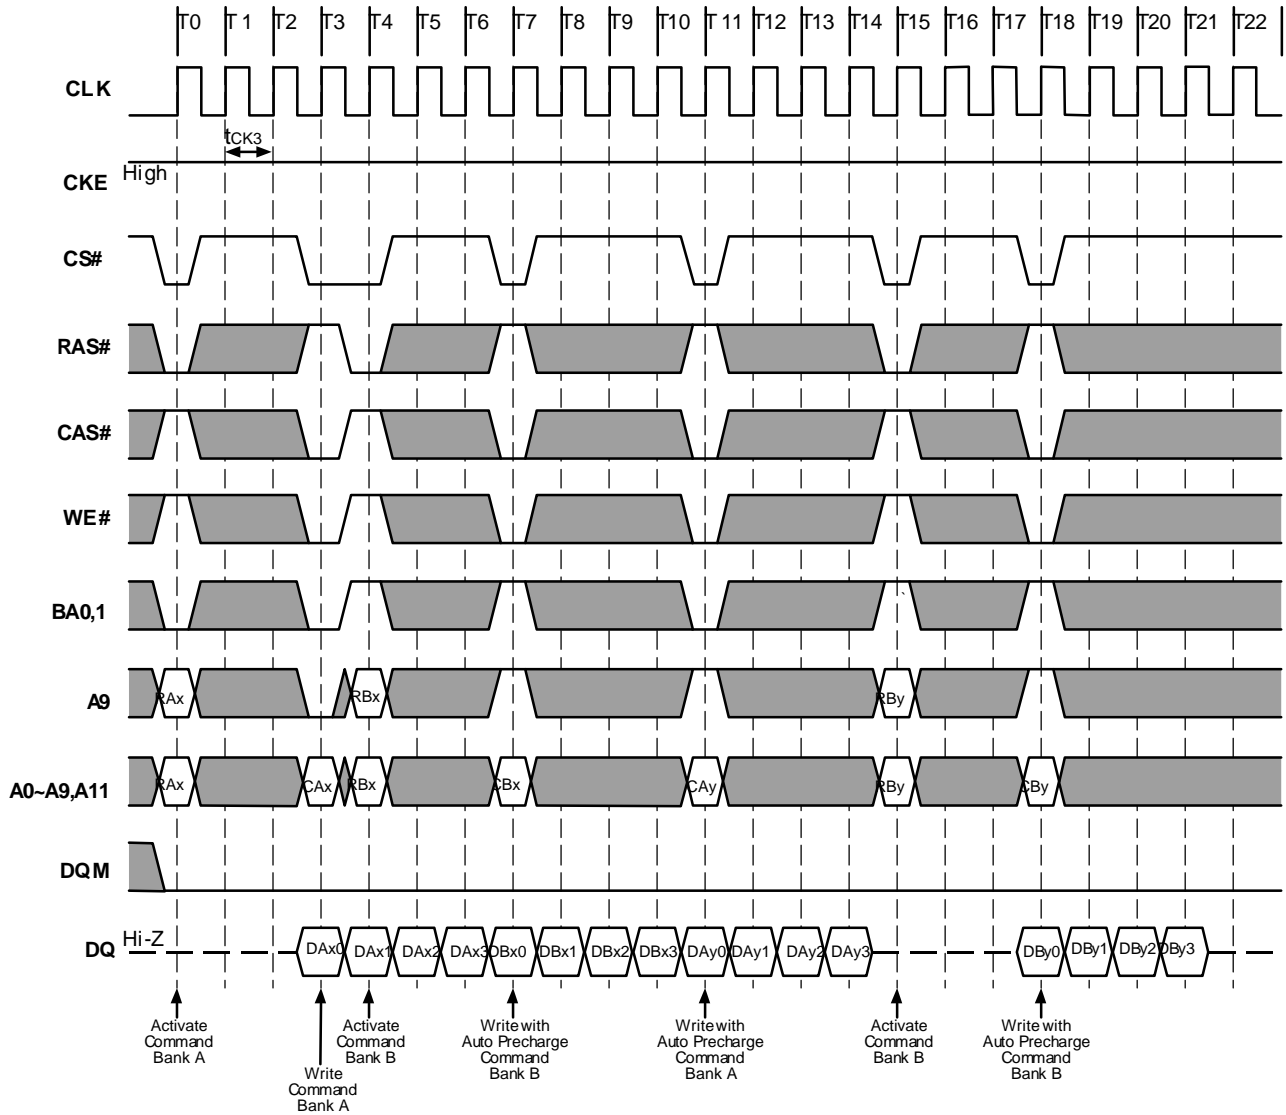 T0 T1 T2 T3 T4 T5 T6 T7 T8 T9 T10 T11 T12 T13 T14 T15 T16 T17 T18 T19 T20 T21 T22
CLK
tCK3
High
CKE
CS#
RAS#
CAS#
WE#
BA0,1
A9 RAx RBx RBy
A0~A9,A11 RAx CAx RBx CBx CAy RBy CBy
DQM
Hi-Z
DQ DAx0 DAx1 DAx2 DAx3 DBx0 DBx1 DBx2 DBx3 DAy0 DAy1 DAy2 DAy3 DBy0 DBy1 DBy2 DBy3
Activate
Command
Bank A
Write
Command
Bank A
Activate
Command
Bank B
Write with
Auto Precharge
Command
Bank B
Write with
Auto Precharge
Command
Bank A
Activate
Command
Bank B
Write with
Auto Precharge
Command
Bank B